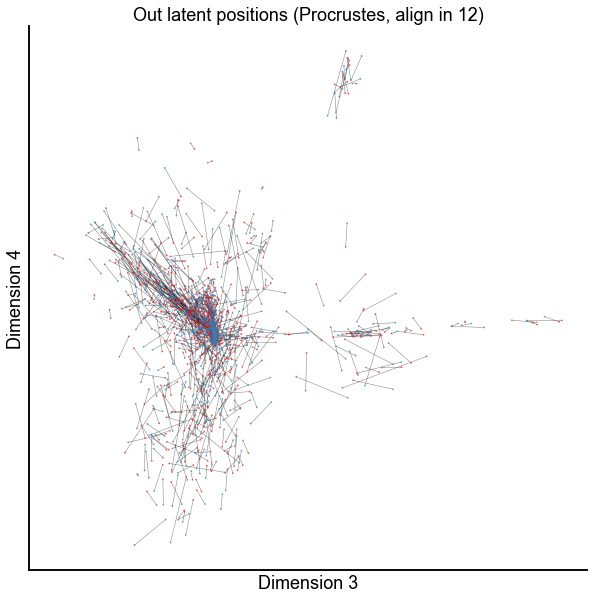 Out latent positions (Procrustes, align in 12)
Dimension 4
Dimension 3